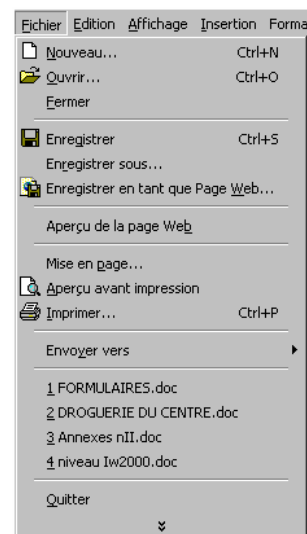 Fichier Edition Affichage Insertion Forma
Nouveau... Ctrl+N
Ouvrir... Ctrl+O
Fermer
Enregistrer Ctrl+S
Enregistrer sous...
Enregistrer en tant que Page Web...
Aperçu de la page Web
Mise en page...
Aperçu avant impression
Imprimer... Ctrl+P
Envoyer vers
1 FORMULAIRES.doc
2 DROGUERIE DU CENTRE.doc
3 Annexes nII.doc
4 niveau Iw2000.doc
Quitter